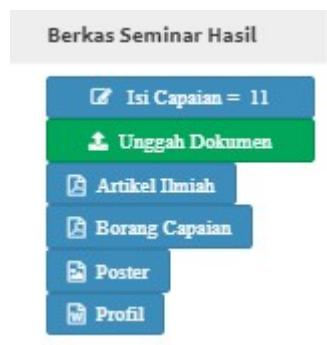 Berkas Seminar Hasil
Isi Capaian = 11
Unggah Dokumen
Artikel Ilmiah
Borang Capaian
Poster
Profil